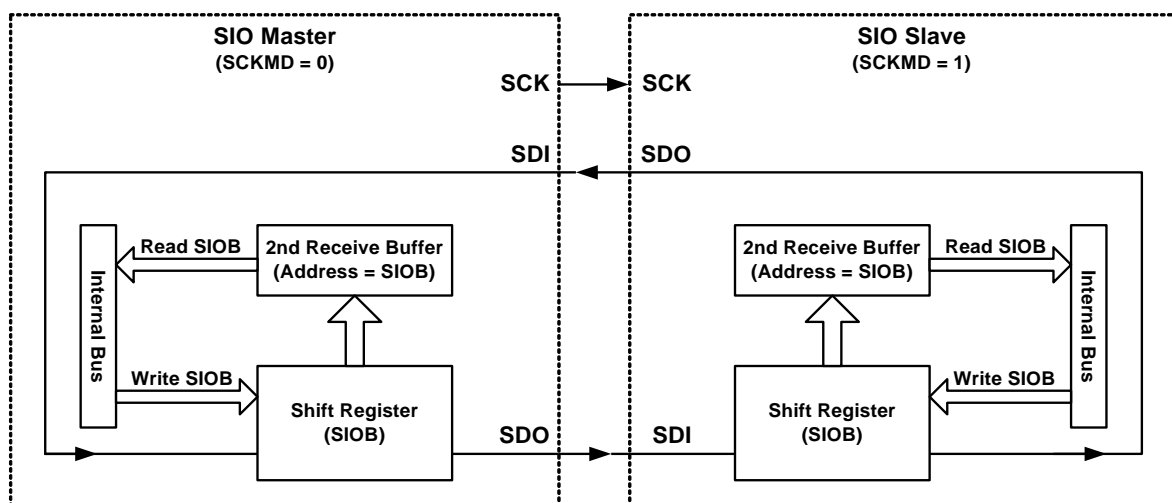 SIO Master
(SCKMD = 0)
SIO Slave
(SCKMD = 1)
SCK
SCK
SDI
SDO
Read SIOB
2nd Receive Buffer
(Address = SIOB)
2nd Receive Buffer
(Address = SIOB)
Read SIOB
Internal Bus
Internal Bus
Write SIOB
Shift Register
(SIOB)
Shift Register
(SIOB)
Write SIOB
SDO
SDI